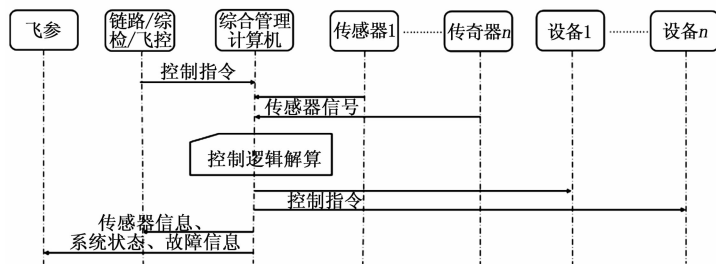 飞参
链路/综
检/飞控
综合管理
计算机
传感器1
传奇器n
设备1
设备n
控制指令
传感器信号
控制逻辑解算
控制指令
传感器信息、
系统状态、故障信息